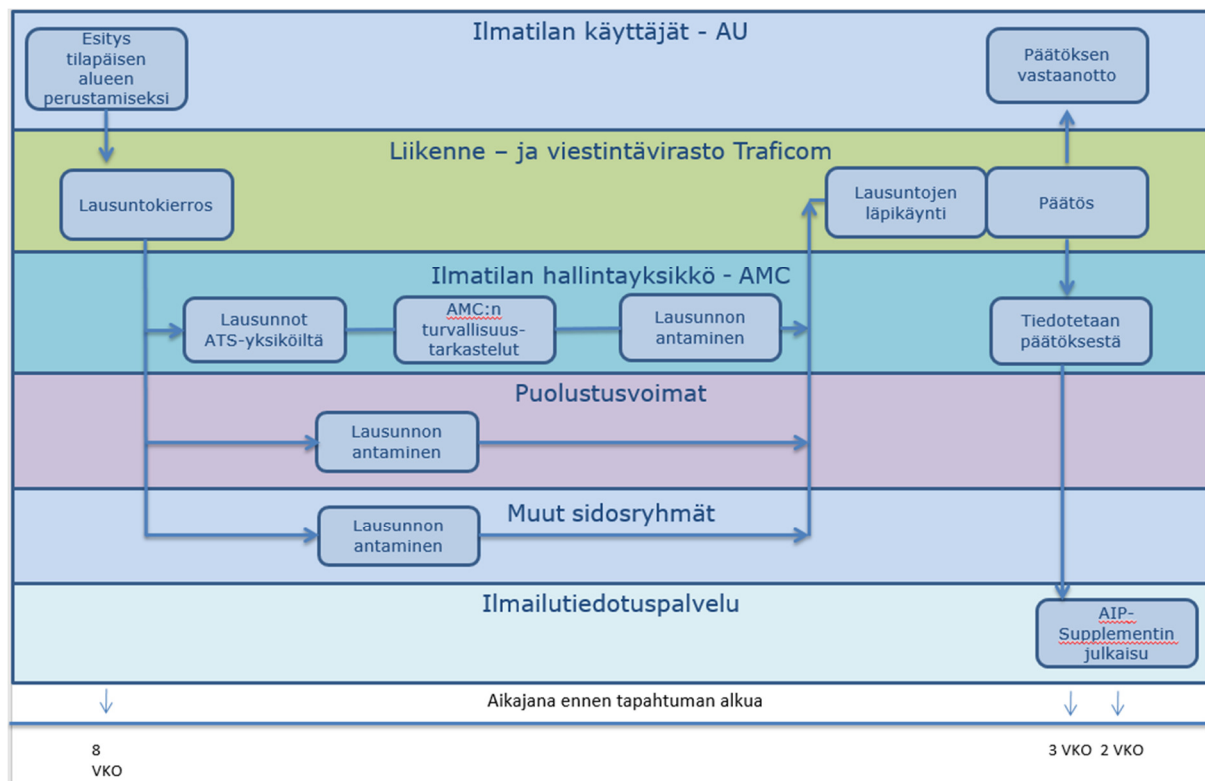 Ilmatilan käyttäjät - AU
Esitys
tilapäisen
alueen
perustamiseksi
Päätöksen
vastaanotto
Liikenne – ja viestintävirasto Traficom
Lausuntokierros
Lausuntojen
läpikäynti
Päätös
Ilmatilan hallintayksikkö - AMC
Lausunnot
ATS-yksiköiltä
AMC:n
turvallisuus-
tarkastelut
Lausunnon
antaminen
Tiedotetaan
päätöksestä
Puolustusvoimat
Lausunnon
antaminen
Muut sidosryhmät
Lausunnon
antaminen
Ilmailutiedotuspalvelu
AIP-
Supplementin
julkaisu
Aikajana ennen tapahtuman alkua
8
VKO
3 VKO
2 VKO